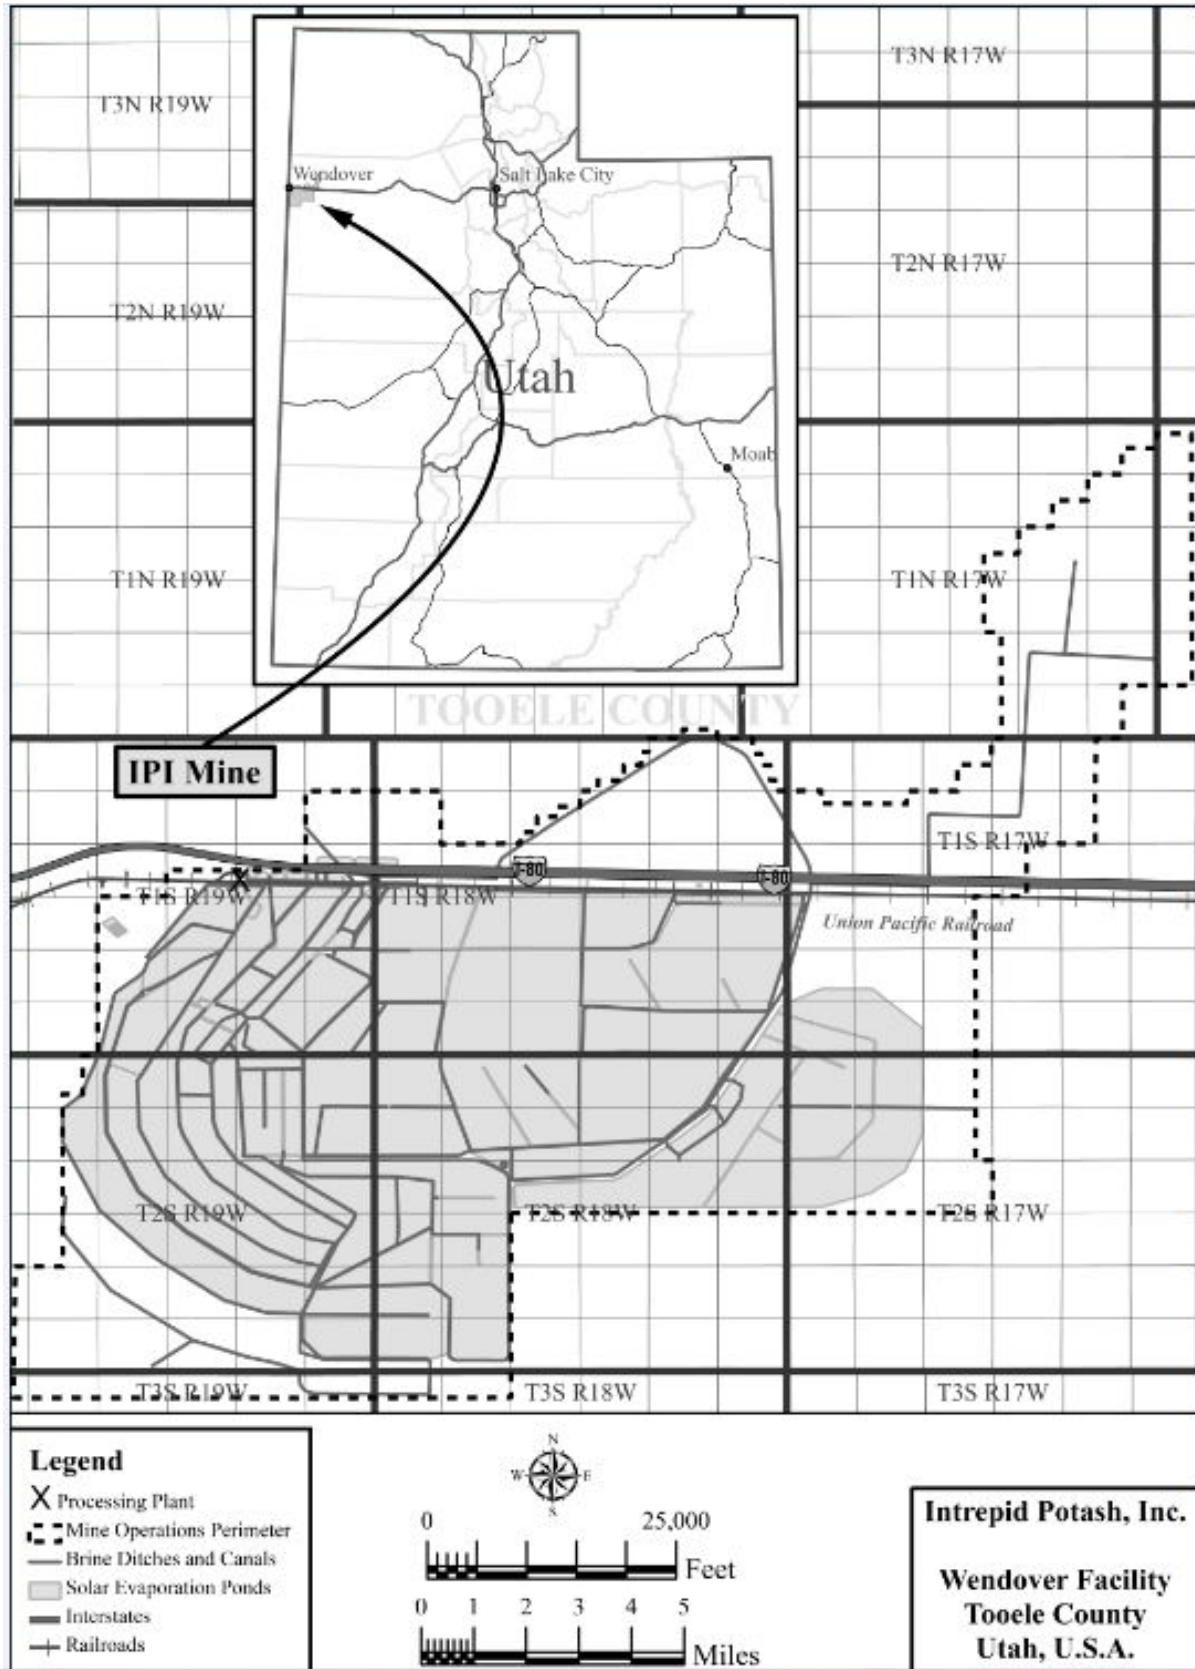 T3N R19W
T3N R17W
Wendover
Salt Lake City
T2N R19W
T2N R17W
Utah
Moab
T1N R19W
T1N R17W
TOOELE COUNTY
IPI Mine
T1S R17W
I-80
I-80
T1S R19W
T1S R18W
Union Pacific Railroad
T2S R19W
T2S R18W
T2S R17W
T3S R19W
T3S R18W
T3S R17W
Legend
X Processing Plant
Mine Operations Perimeter
Brine Ditches and Canals
Solar Evaporation Ponds
Interstates
Railroads
N
W E
S
0 25,000
Feet
0 1 2 3 4 5
Miles
Intrepid Potash, Inc.
Wendover Facility
Tooele County
Utah, U.S.A.